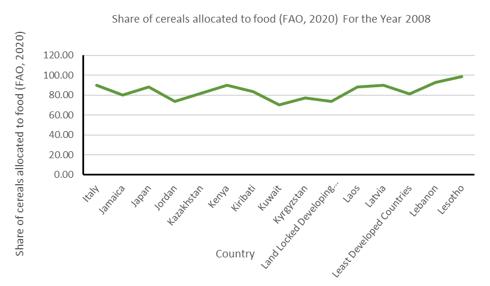 Share of cereals allocated to food (FAO, 2020) For the Year 2008
Share of cereals allocated to food (FAO, 2020)
120.00
100.00
80.00
60.00
40.00
20.00
0.00
Italy
Jamaica
Japan
Jordan
Kazakhstan
Kenya
Kiribati
Kuwait
Kyrgyzstan
Land Locked Developing...
Laos
Latvia
Least Developed Countries
Lebanon
Lesotho
Country